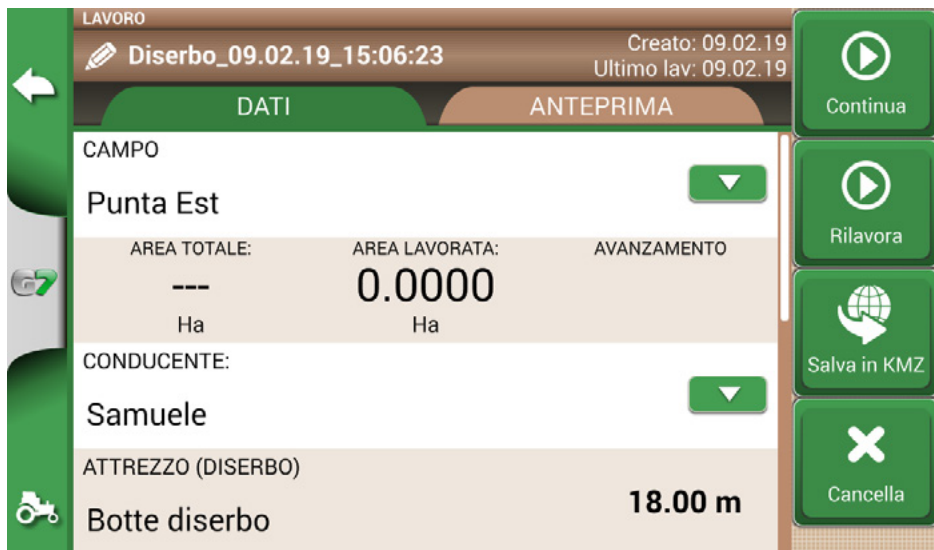 LAVORO
Diserbo_09.02.19_15:06:23
Creato: 09.02.19
Ultimo lav: 09.02.19
DATI
ANTEPRIMA
CAMPO
Punta Est
AREA TOTALE:
AREA LAVORATA:
AVANZAMENTO
---
0.0000
Ha
Ha
CONDUCENTE:
Samuele
ATTREZZO (DISERBO)
Botte diserbo
18.00 m
G7
Continua
Rilavora
Salva in KMZ
Cancella